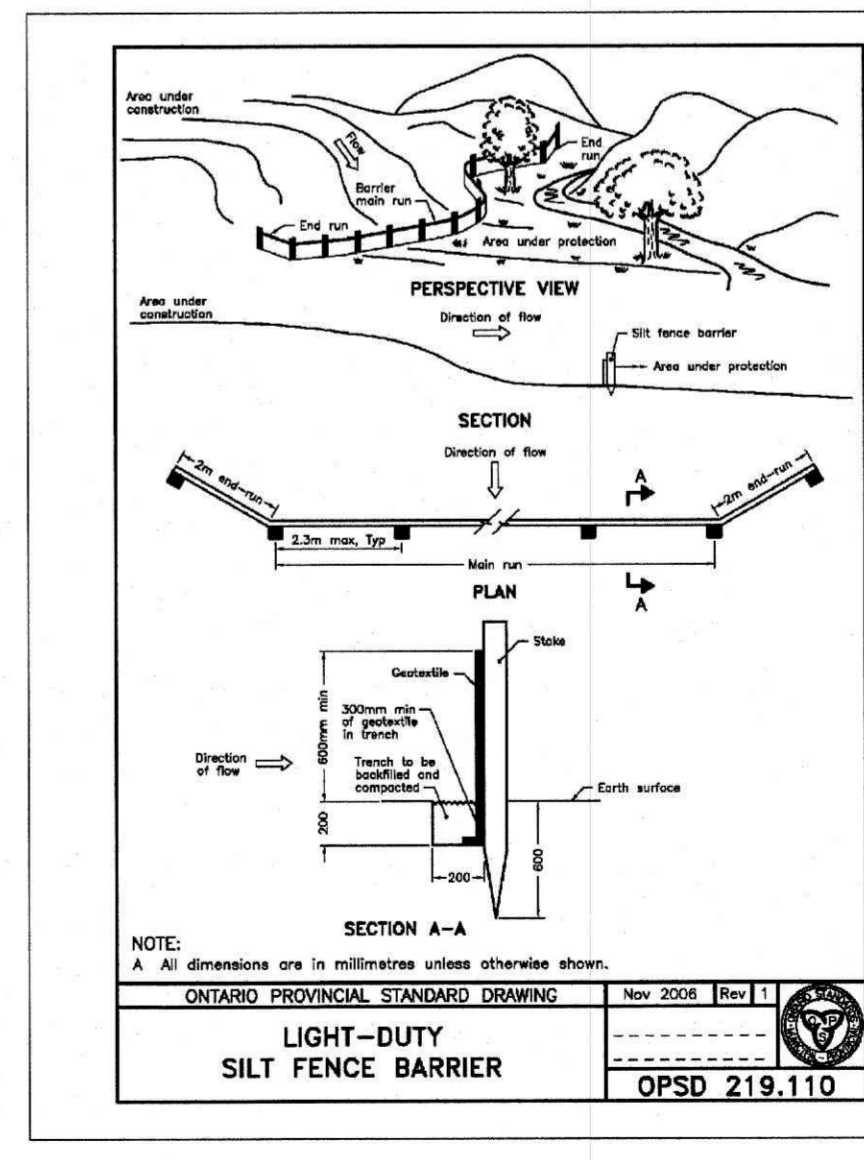 Area under
construction
Flow
End
run
Barrier
main run
End run
Area under protection
PERSPECTIVE VIEW
Area under
construction
Direction of flow
Silt fence barrier
Area under protection
SECTION
Direction of flow
2m end-run
A
2m end-run
2.3m max, Typ
Main run
A
PLAN
Stake
Geotextile
600mm min
300mm min
of geotextile
in trench
Direction
of flow
Trench to be
backfilled and
compacted
Earth surface
200
200
600
SECTION A-A
NOTE:
A All dimensions are in millimetres unless otherwise shown.
ONTARIO PROVINCIAL STANDARD DRAWING
Nov 2006 Rev 1
LIGHT-DUTY
SILT FENCE BARRIER
OPS
OPSD 219.110